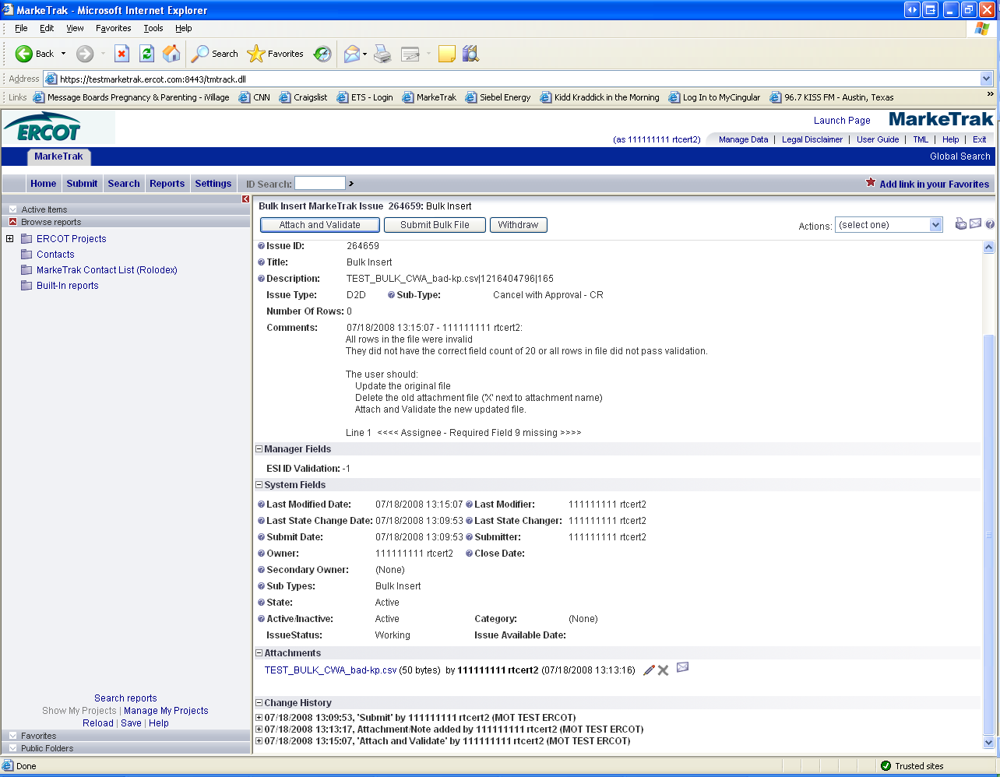 MarkeTrak - Microsoft Internet Explorer
File Edit View Favorites Tools Help
Back Search Favorites
Address https://testmarketrak.ercot.com:8443/tmtrack.dll
Links Message Boards Pregnancy & Parenting - iVillage CNN Craigslist ETS - Login MarkeTrak Siebel Energy Kidd Kraddick in the Morning Log In to MyCingular 96.7 KISS FM - Austin, Texas »
ERCOT Launch Page MarkeTrak
(as 111111111 rtcert2) Manage Data | Legal Disclaimer | User Guide | TML | Help | Exit
MarkeTrak Global Search
Home Submit Search Reports Settings ID Search: Add link in your Favorites
Active Items
Browse reports
ERCOT Projects
Contacts
MarkeTrak Contact List (Rolodex)
Built-In reports
Search reports
Show My Projects | Manage My Projects
Reload | Save | Help
Favorites
Public Folders
Bulk Insert MarkeTrak Issue 264659: Bulk Insert
Attach and Validate Submit Bulk File Withdraw Actions: (select one)
Issue ID: 264659
Title: Bulk Insert
Description: TEST_BULK_CWA_bad-kp.csv|1216404796|165
Issue Type: D2D Sub-Type: Cancel with Approval - CR
Number Of Rows: 0
Comments: 07/18/2008 13:15:07 - 111111111 rtcert2:
All rows in the file were invalid
They did not have the correct field count of 20 or all rows in file did not pass validation.
The user should:
Update the original file
Delete the old attachment file ('X' next to attachment name)
Attach and Validate the new updated file.
Line 1 <<<< Assignee - Required Field 9 missing >>>>
Manager Fields
ESI ID Validation: -1
System Fields
Last Modified Date: 07/18/2008 13:15:07 Last Modifier: 111111111 rtcert2
Last State Change Date: 07/18/2008 13:09:53 Last State Changer: 111111111 rtcert2
Submit Date: 07/18/2008 13:09:53 Submitter: 111111111 rtcert2
Owner: 111111111 rtcert2 Close Date:
Secondary Owner: (None)
Sub Types: Bulk Insert
State: Active
Active/Inactive: Active Category: (None)
IssueStatus: Working Issue Available Date:
Attachments
TEST_BULK_CWA_bad-kp.csv (50 bytes) by 111111111 rtcert2 (07/18/2008 13:13:16)
Change History
07/18/2008 13:09:53, 'Submit' by 111111111 rtcert2 (MOT TEST ERCOT)
07/18/2008 13:13:17, Attachment/Note added by 111111111 rtcert2 (MOT TEST ERCOT)
07/18/2008 13:15:07, 'Attach and Validate' by 111111111 rtcert2 (MOT TEST ERCOT)
Done Trusted sites